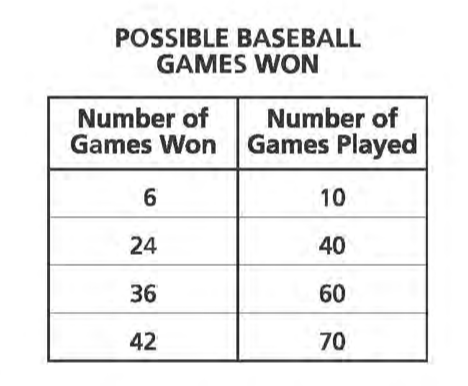 POSSIBLE BASEBALL
GAMES WON
Number of Games Won Number of Games Played
6 10
24 40
36 60
42 70